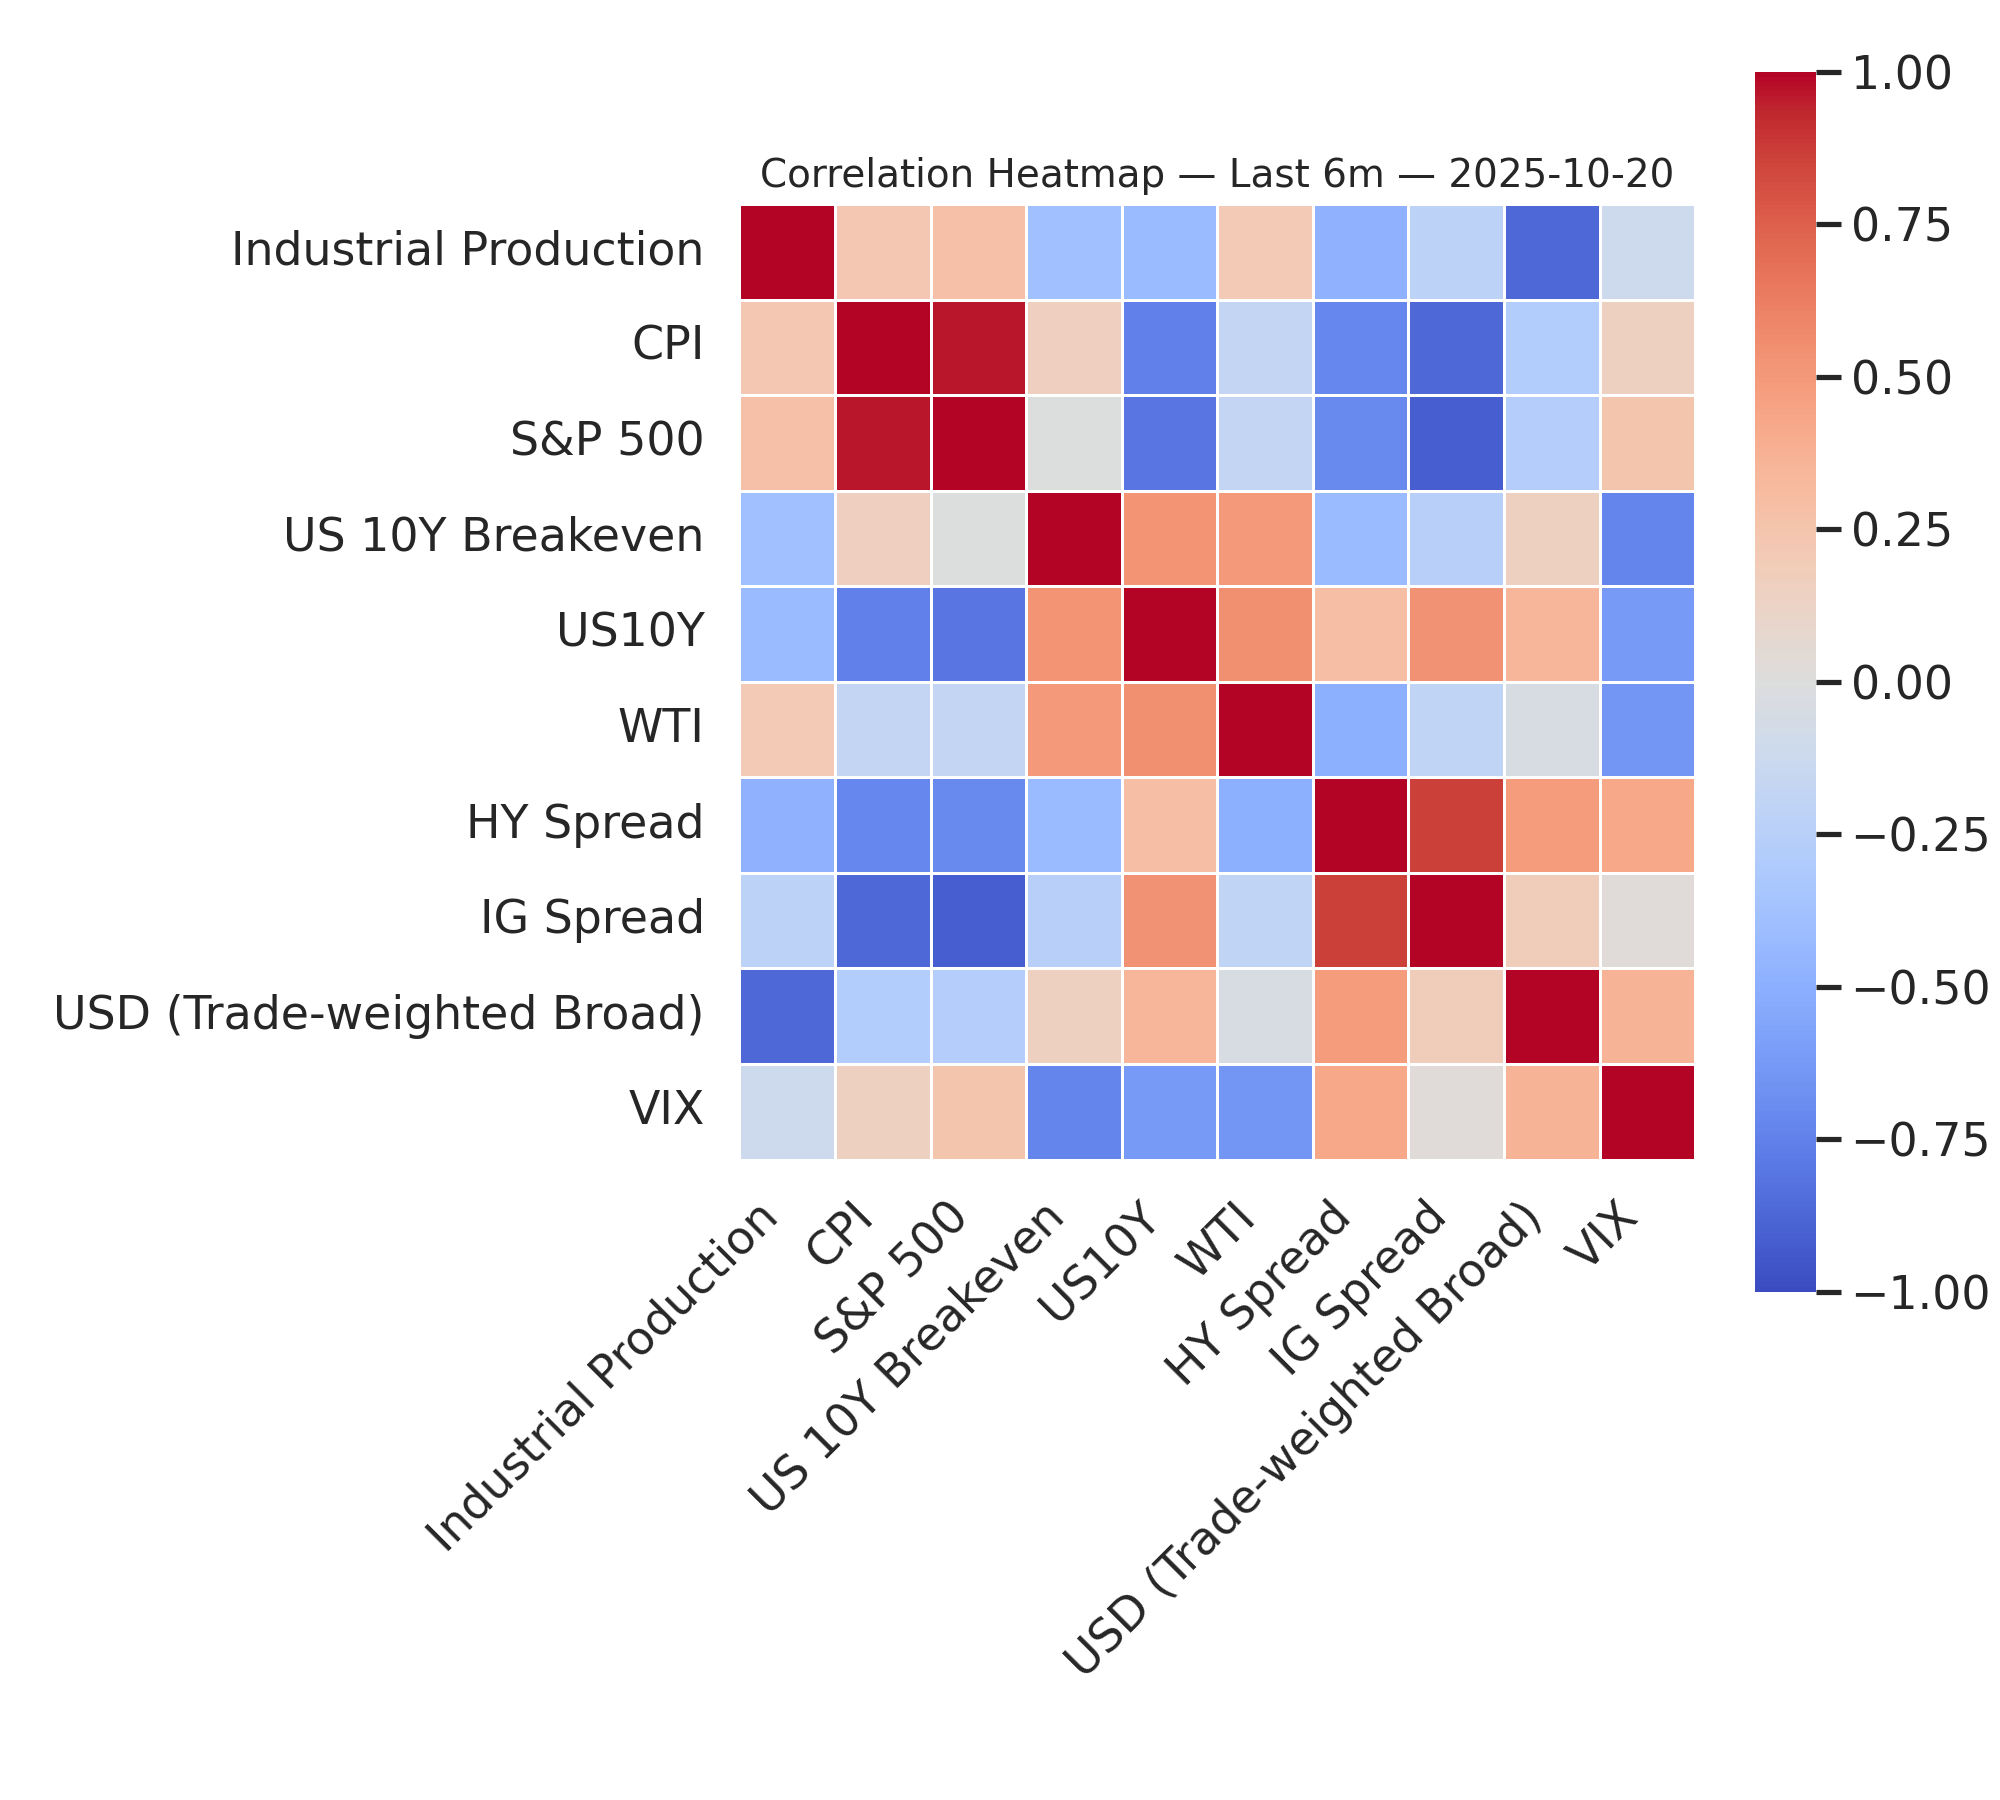 Correlation Heatmap — Last 6m — 2025-10-20
Industrial Production
CPI
S&P 500
US 10Y Breakeven
US10Y
WTI
HY Spread
IG Spread
USD (Trade-weighted Broad)
VIX
Industrial Production
CPI
S&P 500
US 10Y Breakeven
US10Y
WTI
HY Spread
IG Spread
USD (Trade-weighted Broad)
VIX
1.00
0.75
0.50
0.25
0.00
−0.25
−0.50
−0.75
−1.00